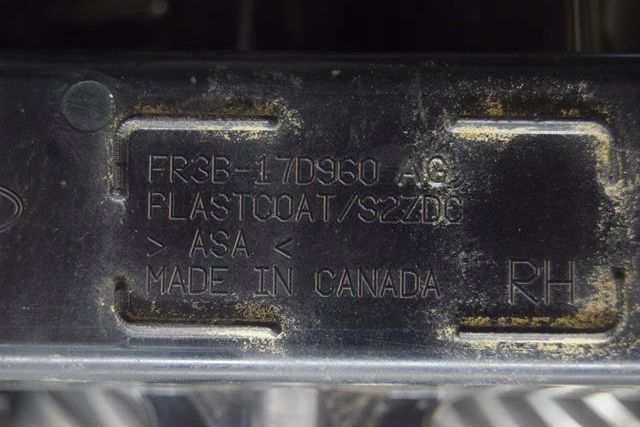 FR3B-17D960 AG
PLASTCOAT/S2ZDC
> ASA <
MADE IN CANADA
RH